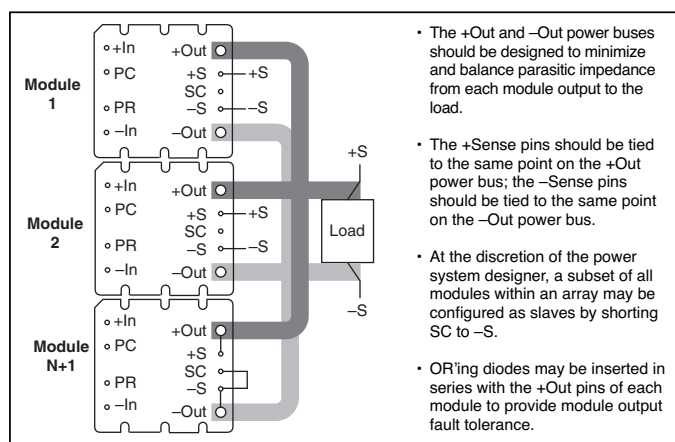 Module
1
+In
PC
PR
–In
+Out
+S
SC
–S
–Out
+S
–S
Module
2
+In
PC
PR
–In
+Out
+S
SC
–S
–Out
+S
–S
Module
N+1
+In
PC
PR
–In
+Out
+S
SC
–S
–Out
+S
Load
–S
• The +Out and –Out power buses
should be designed to minimize
and balance parasitic impedance
from each module output to the
load.
• The +Sense pins should be tied
to the same point on the +Out
power bus; the –Sense pins
should be tied to the same point
on the –Out power bus.
• At the discretion of the power
system designer, a subset of all
modules within an array may be
configured as slaves by shorting
SC to –S.
• OR'ing diodes may be inserted in
series with the +Out pins of each
module to provide module output
fault tolerance.